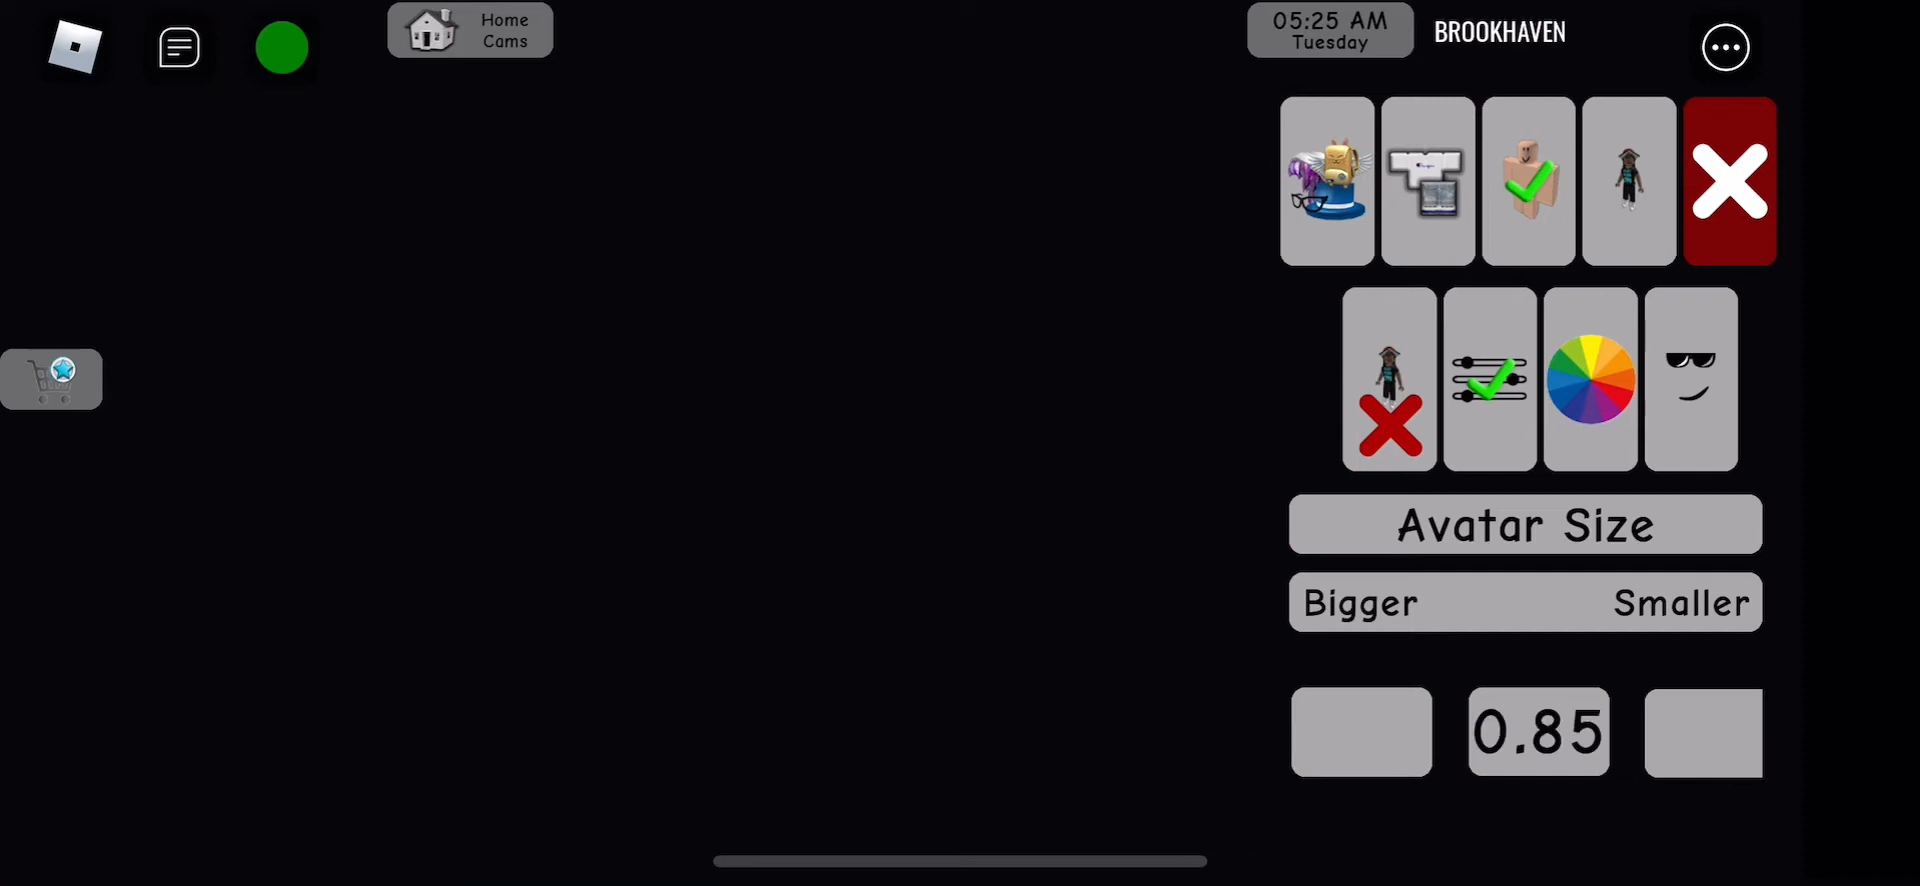 Home
Cams
05:25 AM
Tuesday
BROOKHAVEN
Avatar Size
Bigger Smaller
0.85